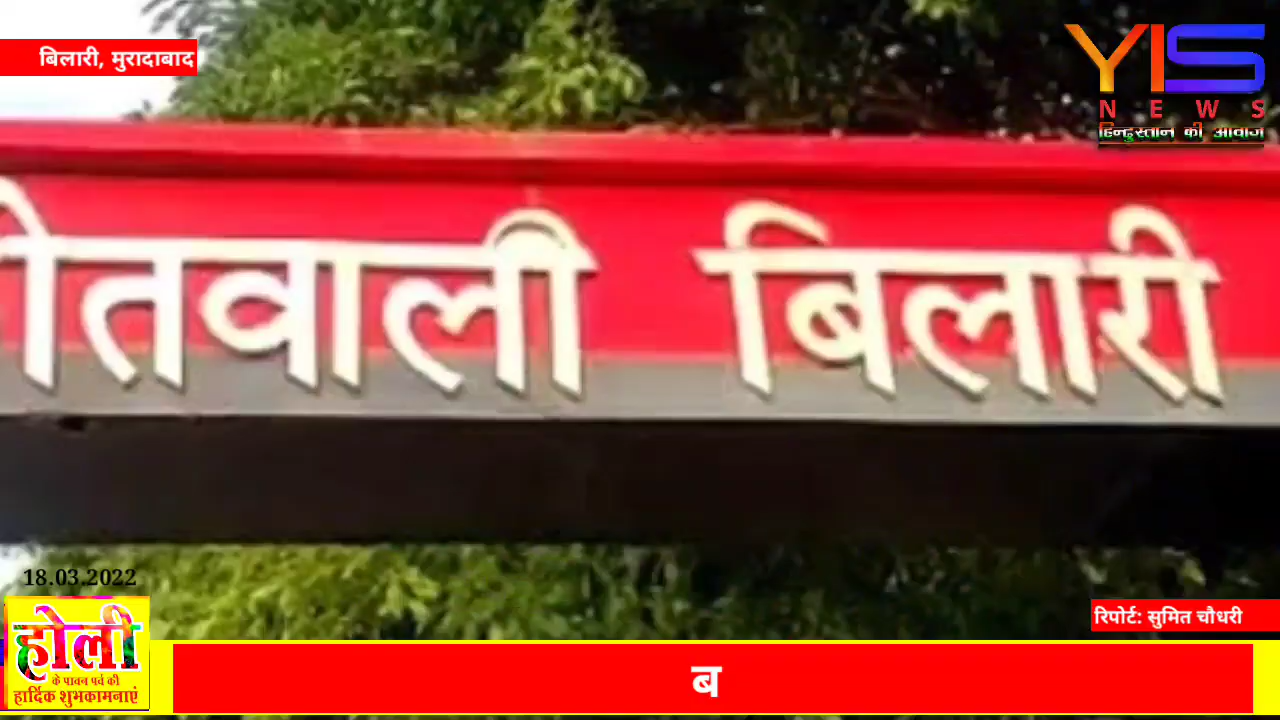 बिलारी, मुरादाबाद
YIS
NEWS
हिन्दुस्तान की आवाज
ोतवाली बिलारी
18.03.2022
होली
के पावन पर्व की
हार्दिक शुभकामनाएं
रिपोर्ट: सुमित चौधरी
ब